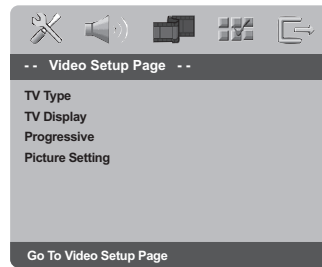 - - Video Setup Page - -
TV Type
TV Display
Progressive
Picture Setting
Go To Video Setup Page